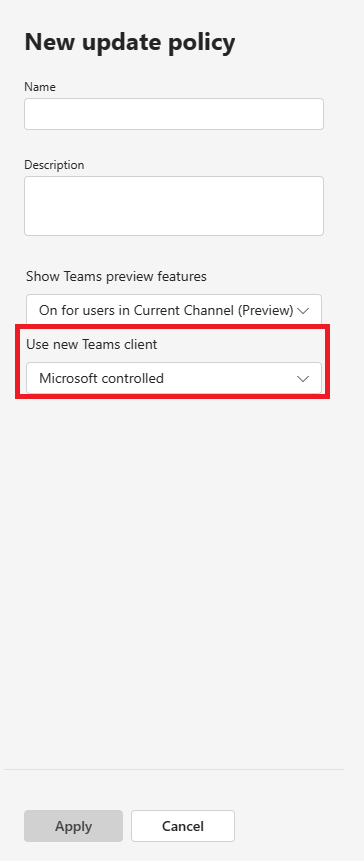 New update policy
Name
Description
Show Teams preview features
On for users in Current Channel (Preview)
Use new Teams client
Microsoft controlled
Apply
Cancel